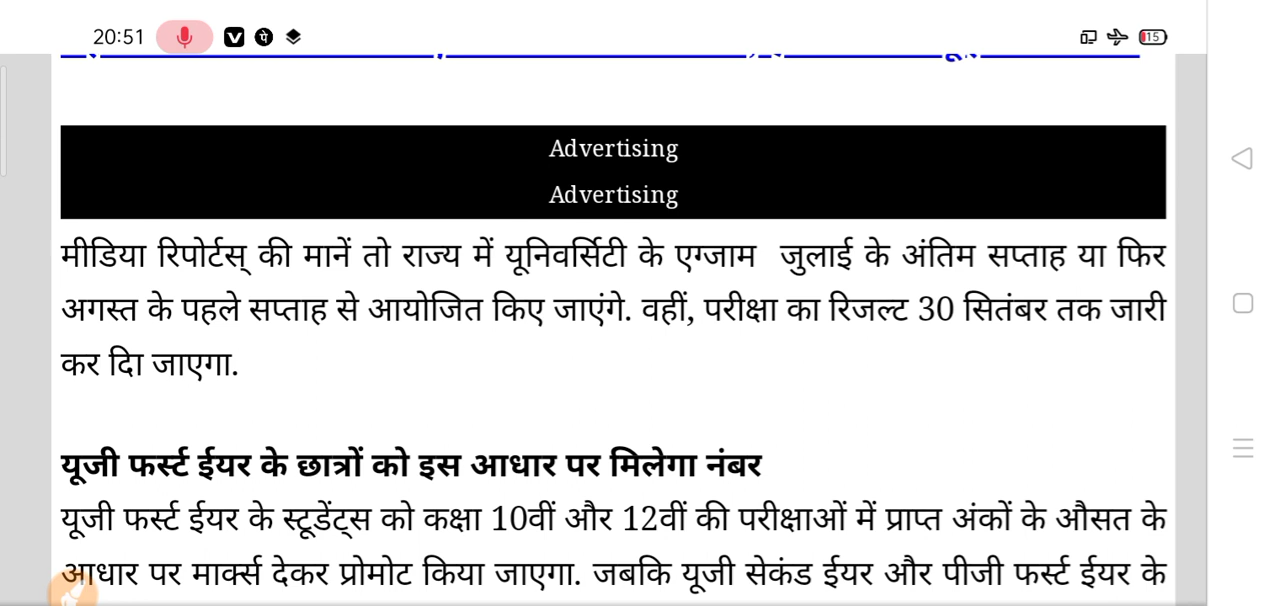 20:51
15
Advertising
Advertising
मीडिया रिपोर्टस् की मानें तो राज्य में यूनिवर्सिटी के एग्जाम जुलाई के अंतिम सप्ताह या फिर
अगस्त के पहले सप्ताह से आयोजित किए जाएंगे. वहीं, परीक्षा का रिजल्ट 30 सितंबर तक जारी
कर दिा जाएगा.
यूजी फर्स्ट ईयर के छात्रों को इस आधार पर मिलेगा नंबर
यूजी फर्स्ट ईयर के स्टूडेंट्स को कक्षा 10वीं और 12वीं की परीक्षाओं में प्राप्त अंकों के औसत के
आधार पर मार्क्स देकर प्रोमोट किया जाएगा. जबकि यूजी सेकंड ईयर और पीजी फर्स्ट ईयर के